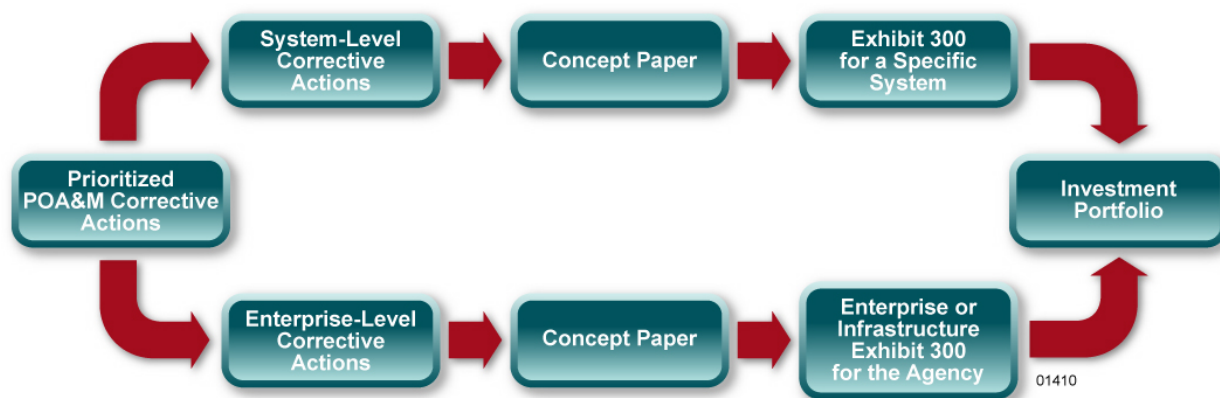 System-Level
Corrective
Actions
Concept Paper
Exhibit 300
for a Specific
System
Prioritized
POA&M Corrective
Actions
Investment
Portfolio
Enterprise-Level
Corrective
Actions
Concept Paper
Enterprise or
Infrastructure
Exhibit 300
for the Agency
01410